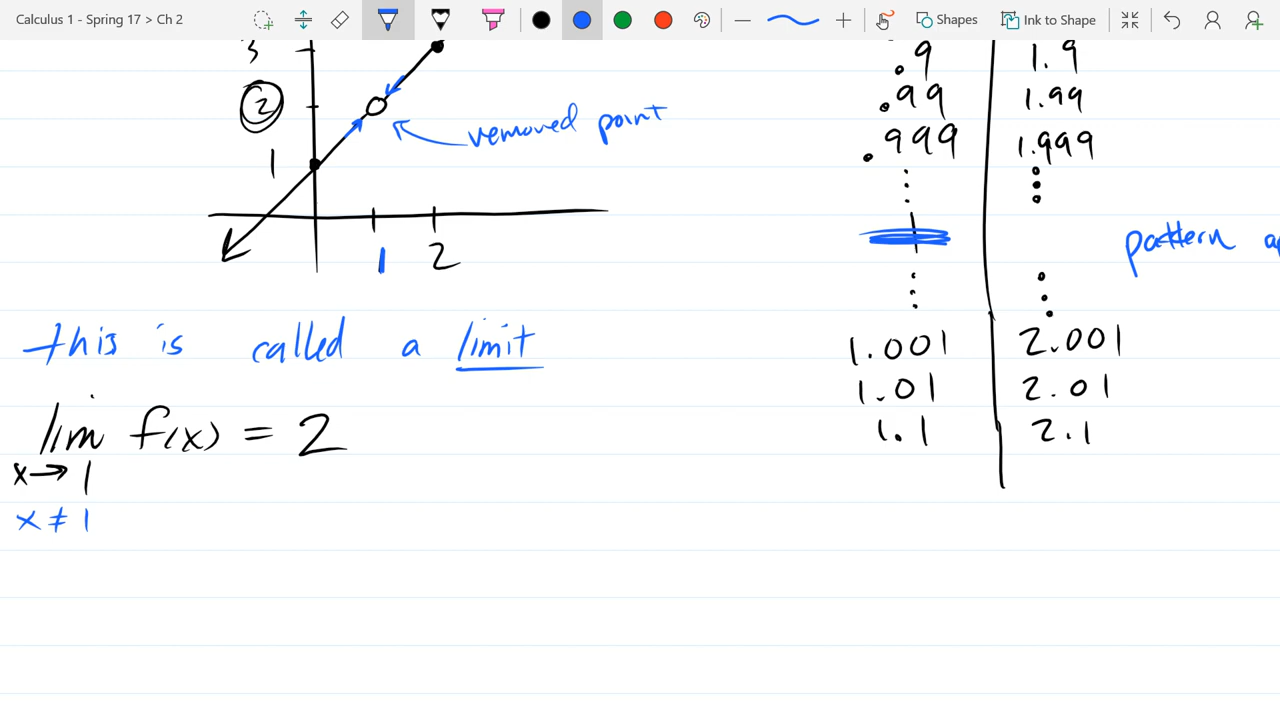 Calculus 1 - Spring 17 > Ch 2
Shapes
Ink to Shape
3
2
1
removed point
1
2
this is called a limit
lim f(x) = 2
x → 1
x ≠ 1
.9 1.9
.99 1.99
.999 1.999
pattern ap
1.001 2.001
1.01 2.01
1.1 2.1